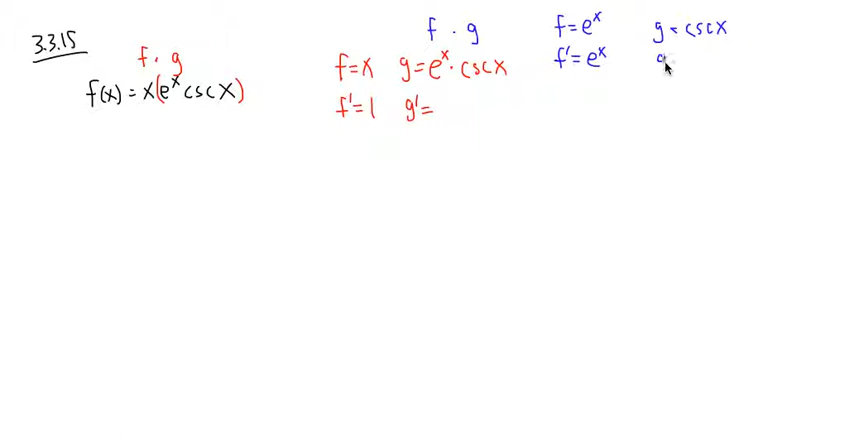 3.3.15
f · g
f(x) = x(e^x csc x)
f = x g = e^x · csc x
f' = 1 g' =
f · g
f = e^x g = csc x
f' = e^x